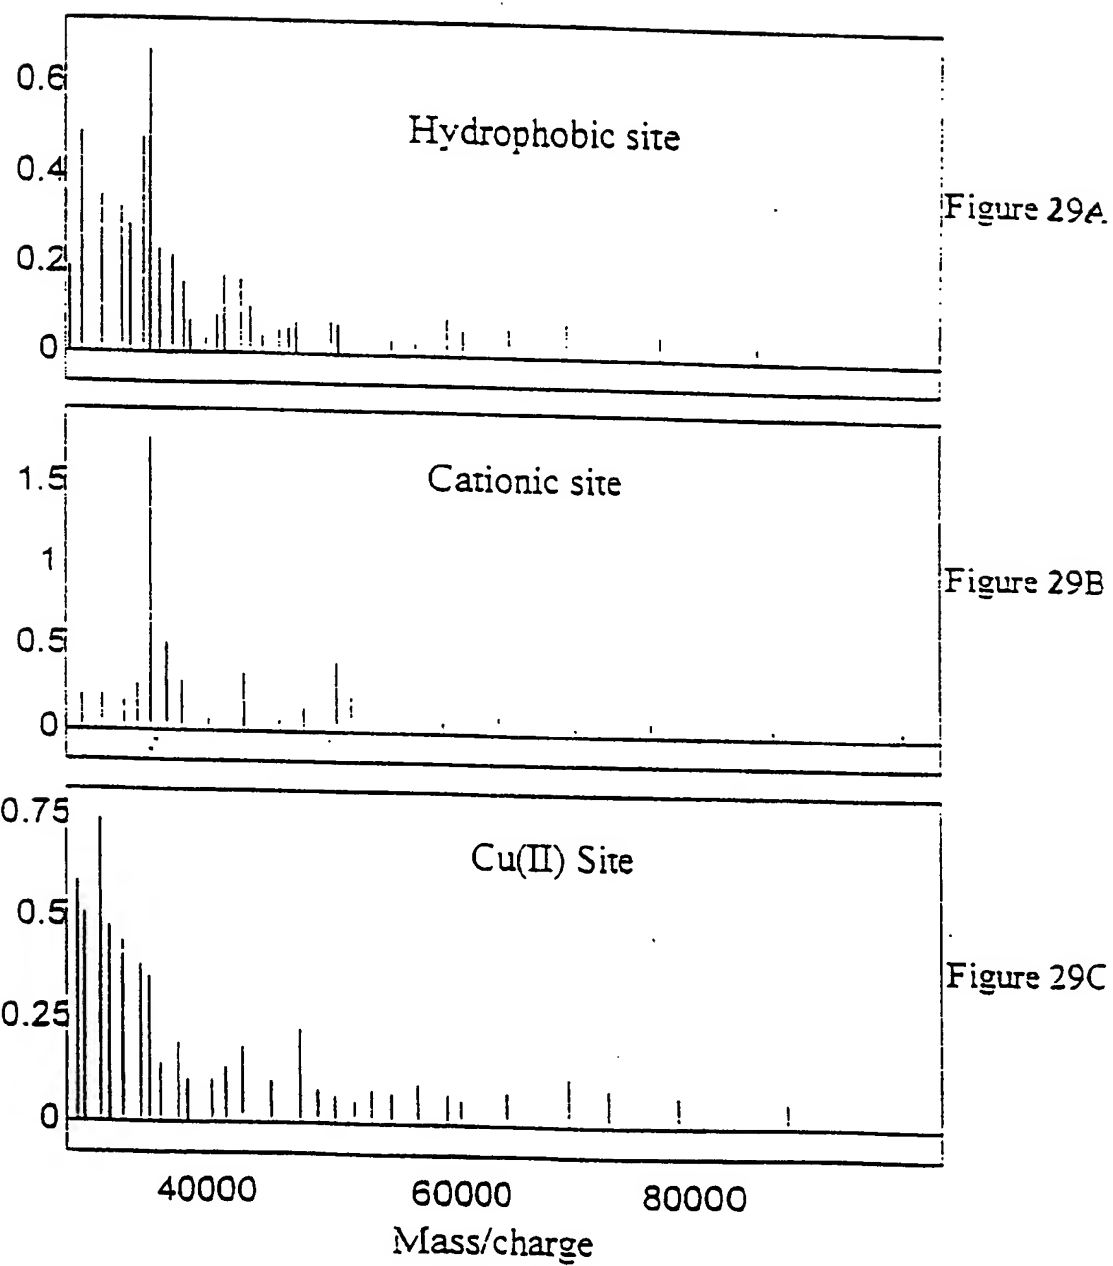 0.6
Hydrophobic site
0.4
Figure 29A
0.2
0
1.5
Cationic site
1
Figure 29B
0.5
0
0.75
Cu(II) Site
0.5
Figure 29C
0.25
0
40000 60000 80000
Mass/charge